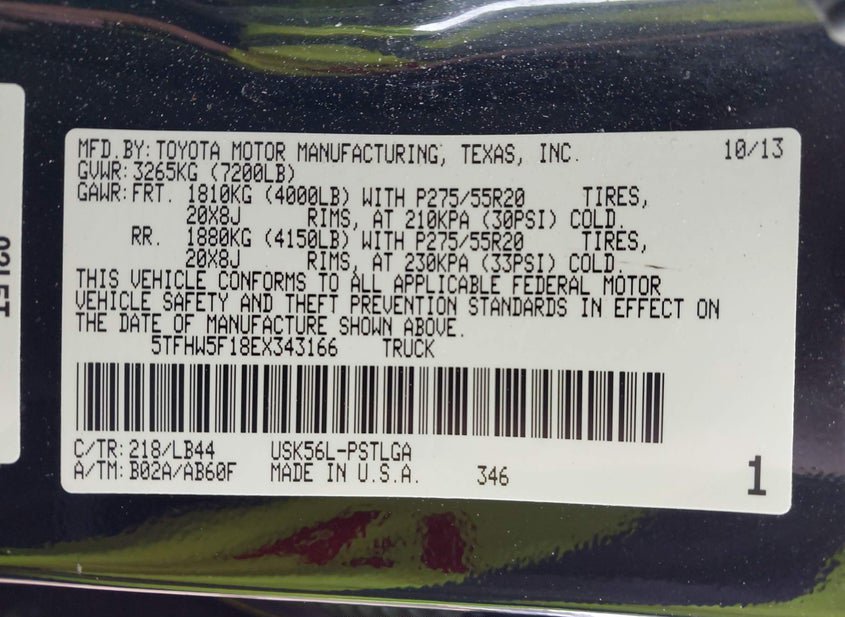 MFD.BY: TOYOTA MOTOR MANUFACTURING, TEXAS, INC. 10/13
GVWR: 3265KG (7200LB)
GAWR: FRT. 1810KG (4000LB) WITH P275/55R20 TIRES,
20X8J RIMS, AT 210KPA (30PSI) COLD.
RR. 1880KG (4150LB) WITH P275/55R20 TIRES,
20X8J RIMS, AT 230KPA (33PSI) COLD.
THIS VEHICLE CONFORMS TO ALL APPLICABLE FEDERAL MOTOR
VEHICLE SAFETY AND THEFT PREVENTION STANDARDS IN EFFECT ON
THE DATE OF MANUFACTURE SHOWN ABOVE.
5TFHW5F18EX343166 TRUCK
C/TR: 218/LB44 USK56L-PSTLGA
A/TM: B02A/AB60F MADE IN U.S.A. 346 1